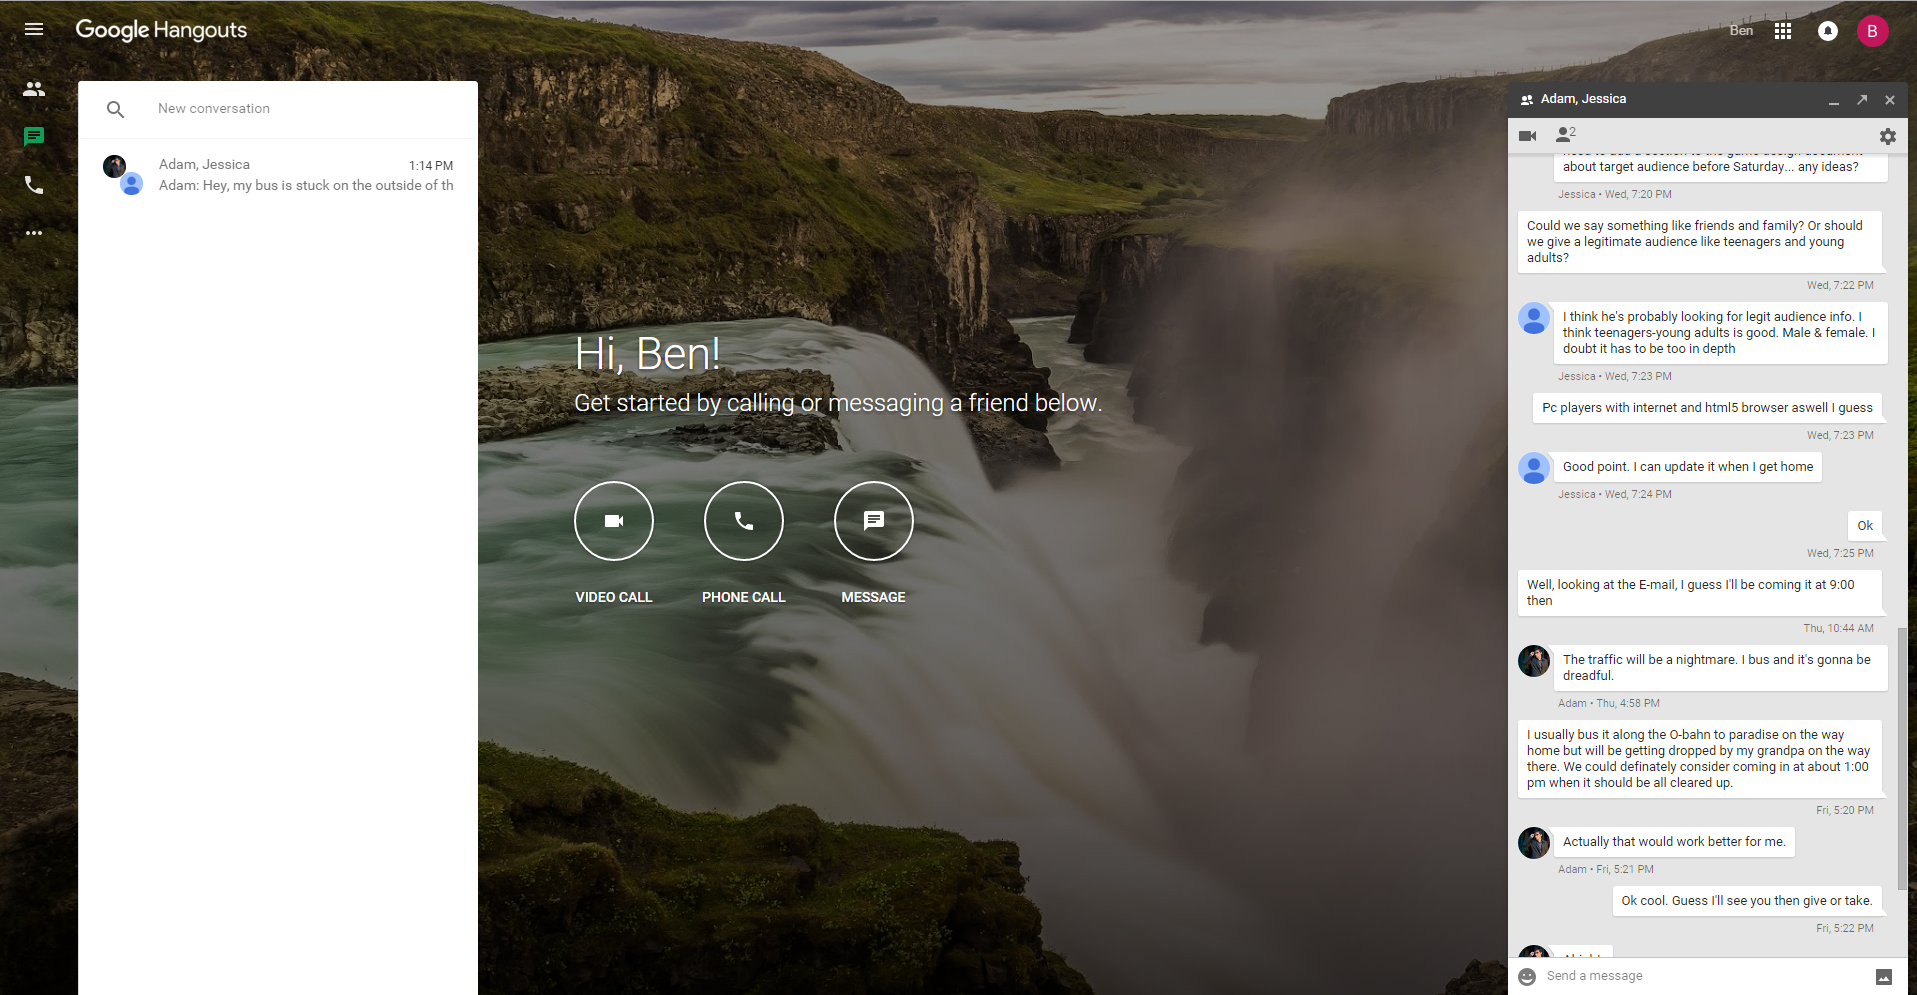 Google Hangouts
Ben
B
New conversation
Adam, Jessica
1:14 PM
Adam: Hey, my bus is stuck on the outside of th
Hi, Ben!
Get started by calling or messaging a friend below.
VIDEO CALL
PHONE CALL
MESSAGE
Adam, Jessica
2
need to add a section to the game design document
about target audience before Saturday... any ideas?
Jessica • Wed, 7:20 PM
Could we say something like friends and family? Or should
we give a legitimate audience like teenagers and young
adults?
Wed, 7:22 PM
I think he's probably looking for legit audience info. I
think teenagers-young adults is good. Male & female. I
doubt it has to be too in depth
Jessica • Wed, 7:23 PM
Pc players with internet and html5 browser aswell I guess
Wed, 7:23 PM
Good point. I can update it when I get home
Jessica • Wed, 7:24 PM
Ok
Wed, 7:25 PM
Well, looking at the E-mail, I guess I'll be coming it at 9:00
then
Thu, 10:44 AM
The traffic will be a nightmare. I bus and it's gonna be
dreadful.
Adam • Thu, 4:58 PM
I usually bus it along the O-bahn to paradise on the way
home but will be getting dropped by my grandpa on the way
there. We could definately consider coming in at about 1:00
pm when it should be all cleared up.
Fri, 5:20 PM
Actually that would work better for me.
Adam • Fri, 5:21 PM
Ok cool. Guess I'll see you then give or take.
Fri, 5:22 PM
Send a message